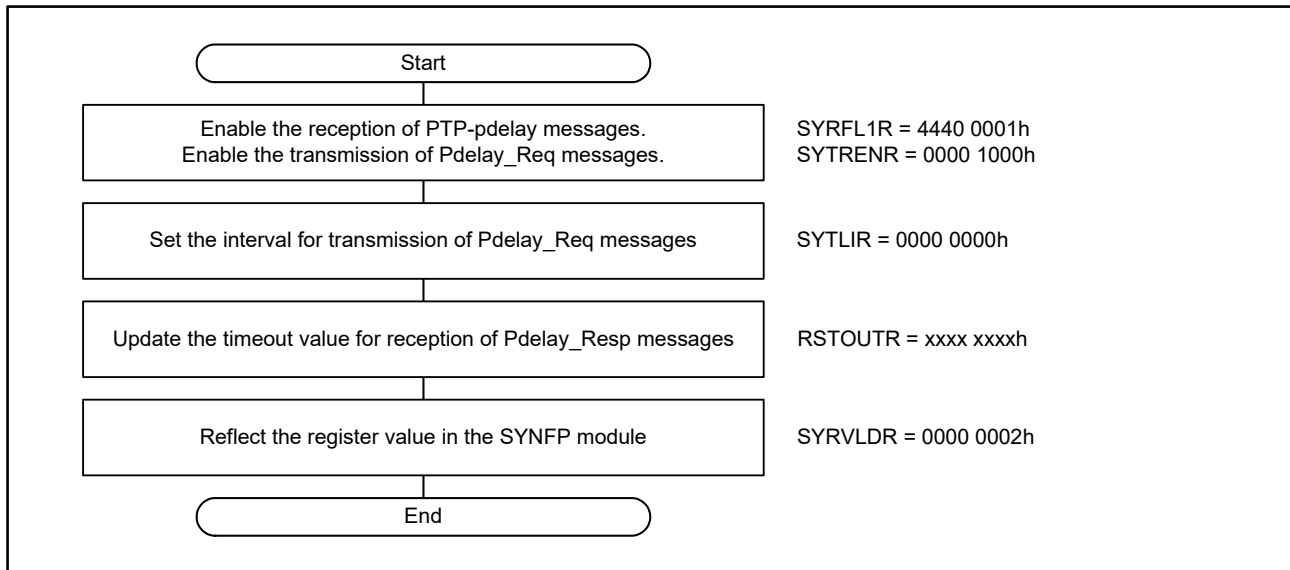 Start
Enable the reception of PTP-pdelay messages.
Enable the transmission of Pdelay_Req messages.
SYRFL1R = 4440 0001h
SYTRENR = 0000 1000h
Set the interval for transmission of Pdelay_Req messages
SYTLIR = 0000 0000h
Update the timeout value for reception of Pdelay_Resp messages
RSTOUTR = xxxx xxxxh
Reflect the register value in the SYNFP module
SYRVLDR = 0000 0002h
End